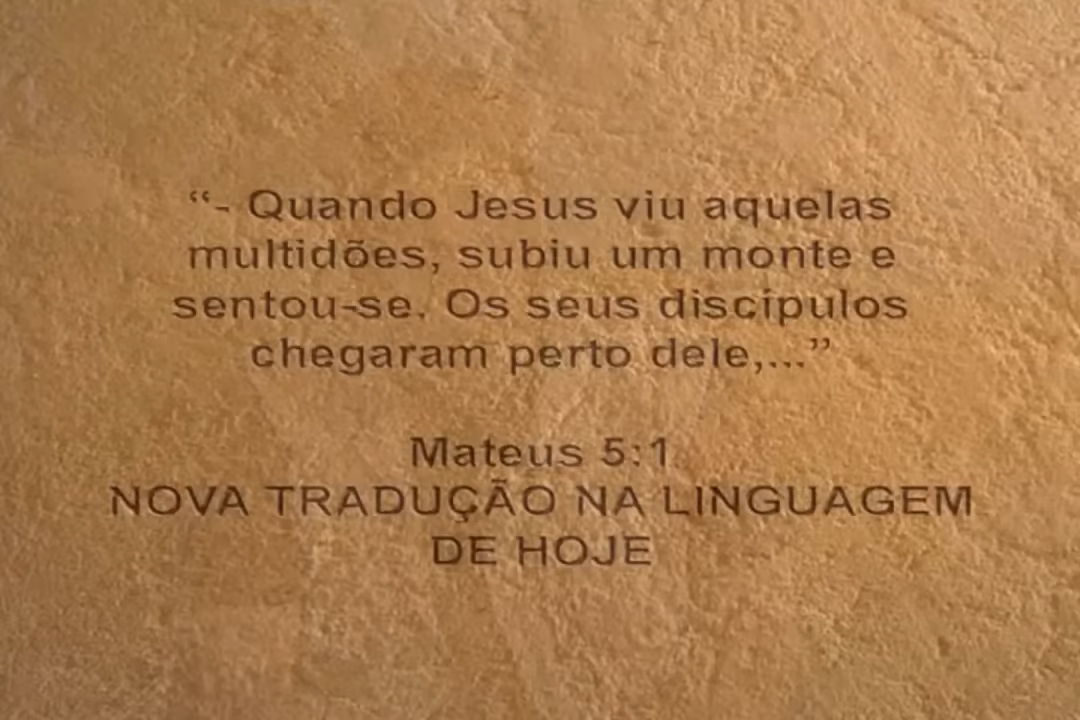 “- Quando Jesus viu aquelas
multidões, subiu um monte e
sentou-se. Os seus discipulos
chegaram perto dele,...”
Mateus 5:1
NOVA TRADUÇÃO NA LINGUAGEM
DE HOJE